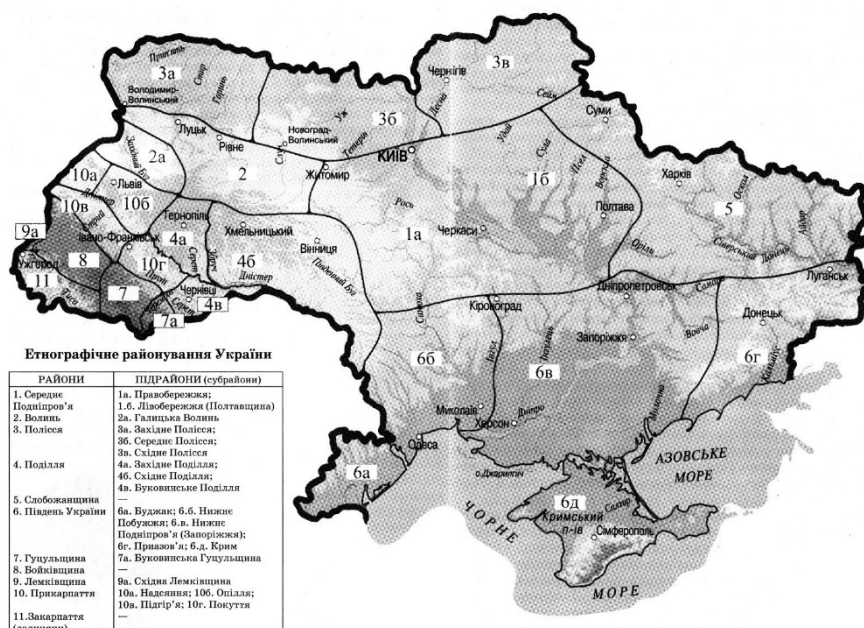 3а
Прип'ять
Стир
Горинь
Володимир-
Волинський
Луцьк
Рівне
Новоград-
Волинський
Случ
Уж
Тетерів
3б
Чернігів
Десна
3в
Сейм
Суми
Західний Буг
2а
2
Житомир
КИЇВ
Удай
Сула
Псел
Ворскла
1б
Харків
Оскол
5
Айдар
10а
Львів
Дністер
10в
Стрий
10б
Тернопіль
4а
Серет
Збруч
Хмельницький
4б
Вінниця
Рось
1а
Черкаси
Полтава
Оріль
Сіверський Донець
Луганськ
9а
Уж
Ужгород
8
Івано-Франківськ
10г
Прут
Дністер
Південний Буг
11
Тиса
7
Чернівці
4в
Серет
7а
Синюха
Кіровоград
Дніпропетровськ
Самара
Донецьк
Запоріжжя
Вовча
6г
Кальміус
6б
Інгул
Інгулець
6в
Миколаїв
Херсон
Дніпро
Молочна
Одеса
6а
о.Джарилгач
АЗОВСЬКЕ
МОРЕ
ЧОРНЕ
МОРЕ
6д
Салгир
Кримський
п-ів
Сімферополь
Етнографічне районування України
РАЙОНИ ПІДРАЙОНИ (субрайони)
1. Середнє 1а. Правобережжя;
Подніпров'я 1.б. Лівобережжя (Полтавщина)
2. Волинь 2а. Галицька Волинь
3. Полісся 3а. Західне Полісся;
3б. Середнє Полісся;
3в. Східне Полісся
4. Поділля 4а. Західне Поділля;
4б. Східне Поділля;
4в. Буковинське Поділля
5. Слобожанщина —
6. Південь України 6а. Буджак; 6.б. Нижнє
Побужжя; 6.в. Нижнє
Подніпров'я (Запоріжжя);
6г. Приазов'я; 6.д. Крим
7. Гуцульщина 7а. Буковинська Гуцульщина
8. Бойківщина —
9. Лемківщина 9а. Східна Лемківщина
10. Прикарпаття 10а. Надсяння; 10б. Опілля;
10в. Підгір'я; 10г. Покуття
11.Закарпаття —
(долиняни)